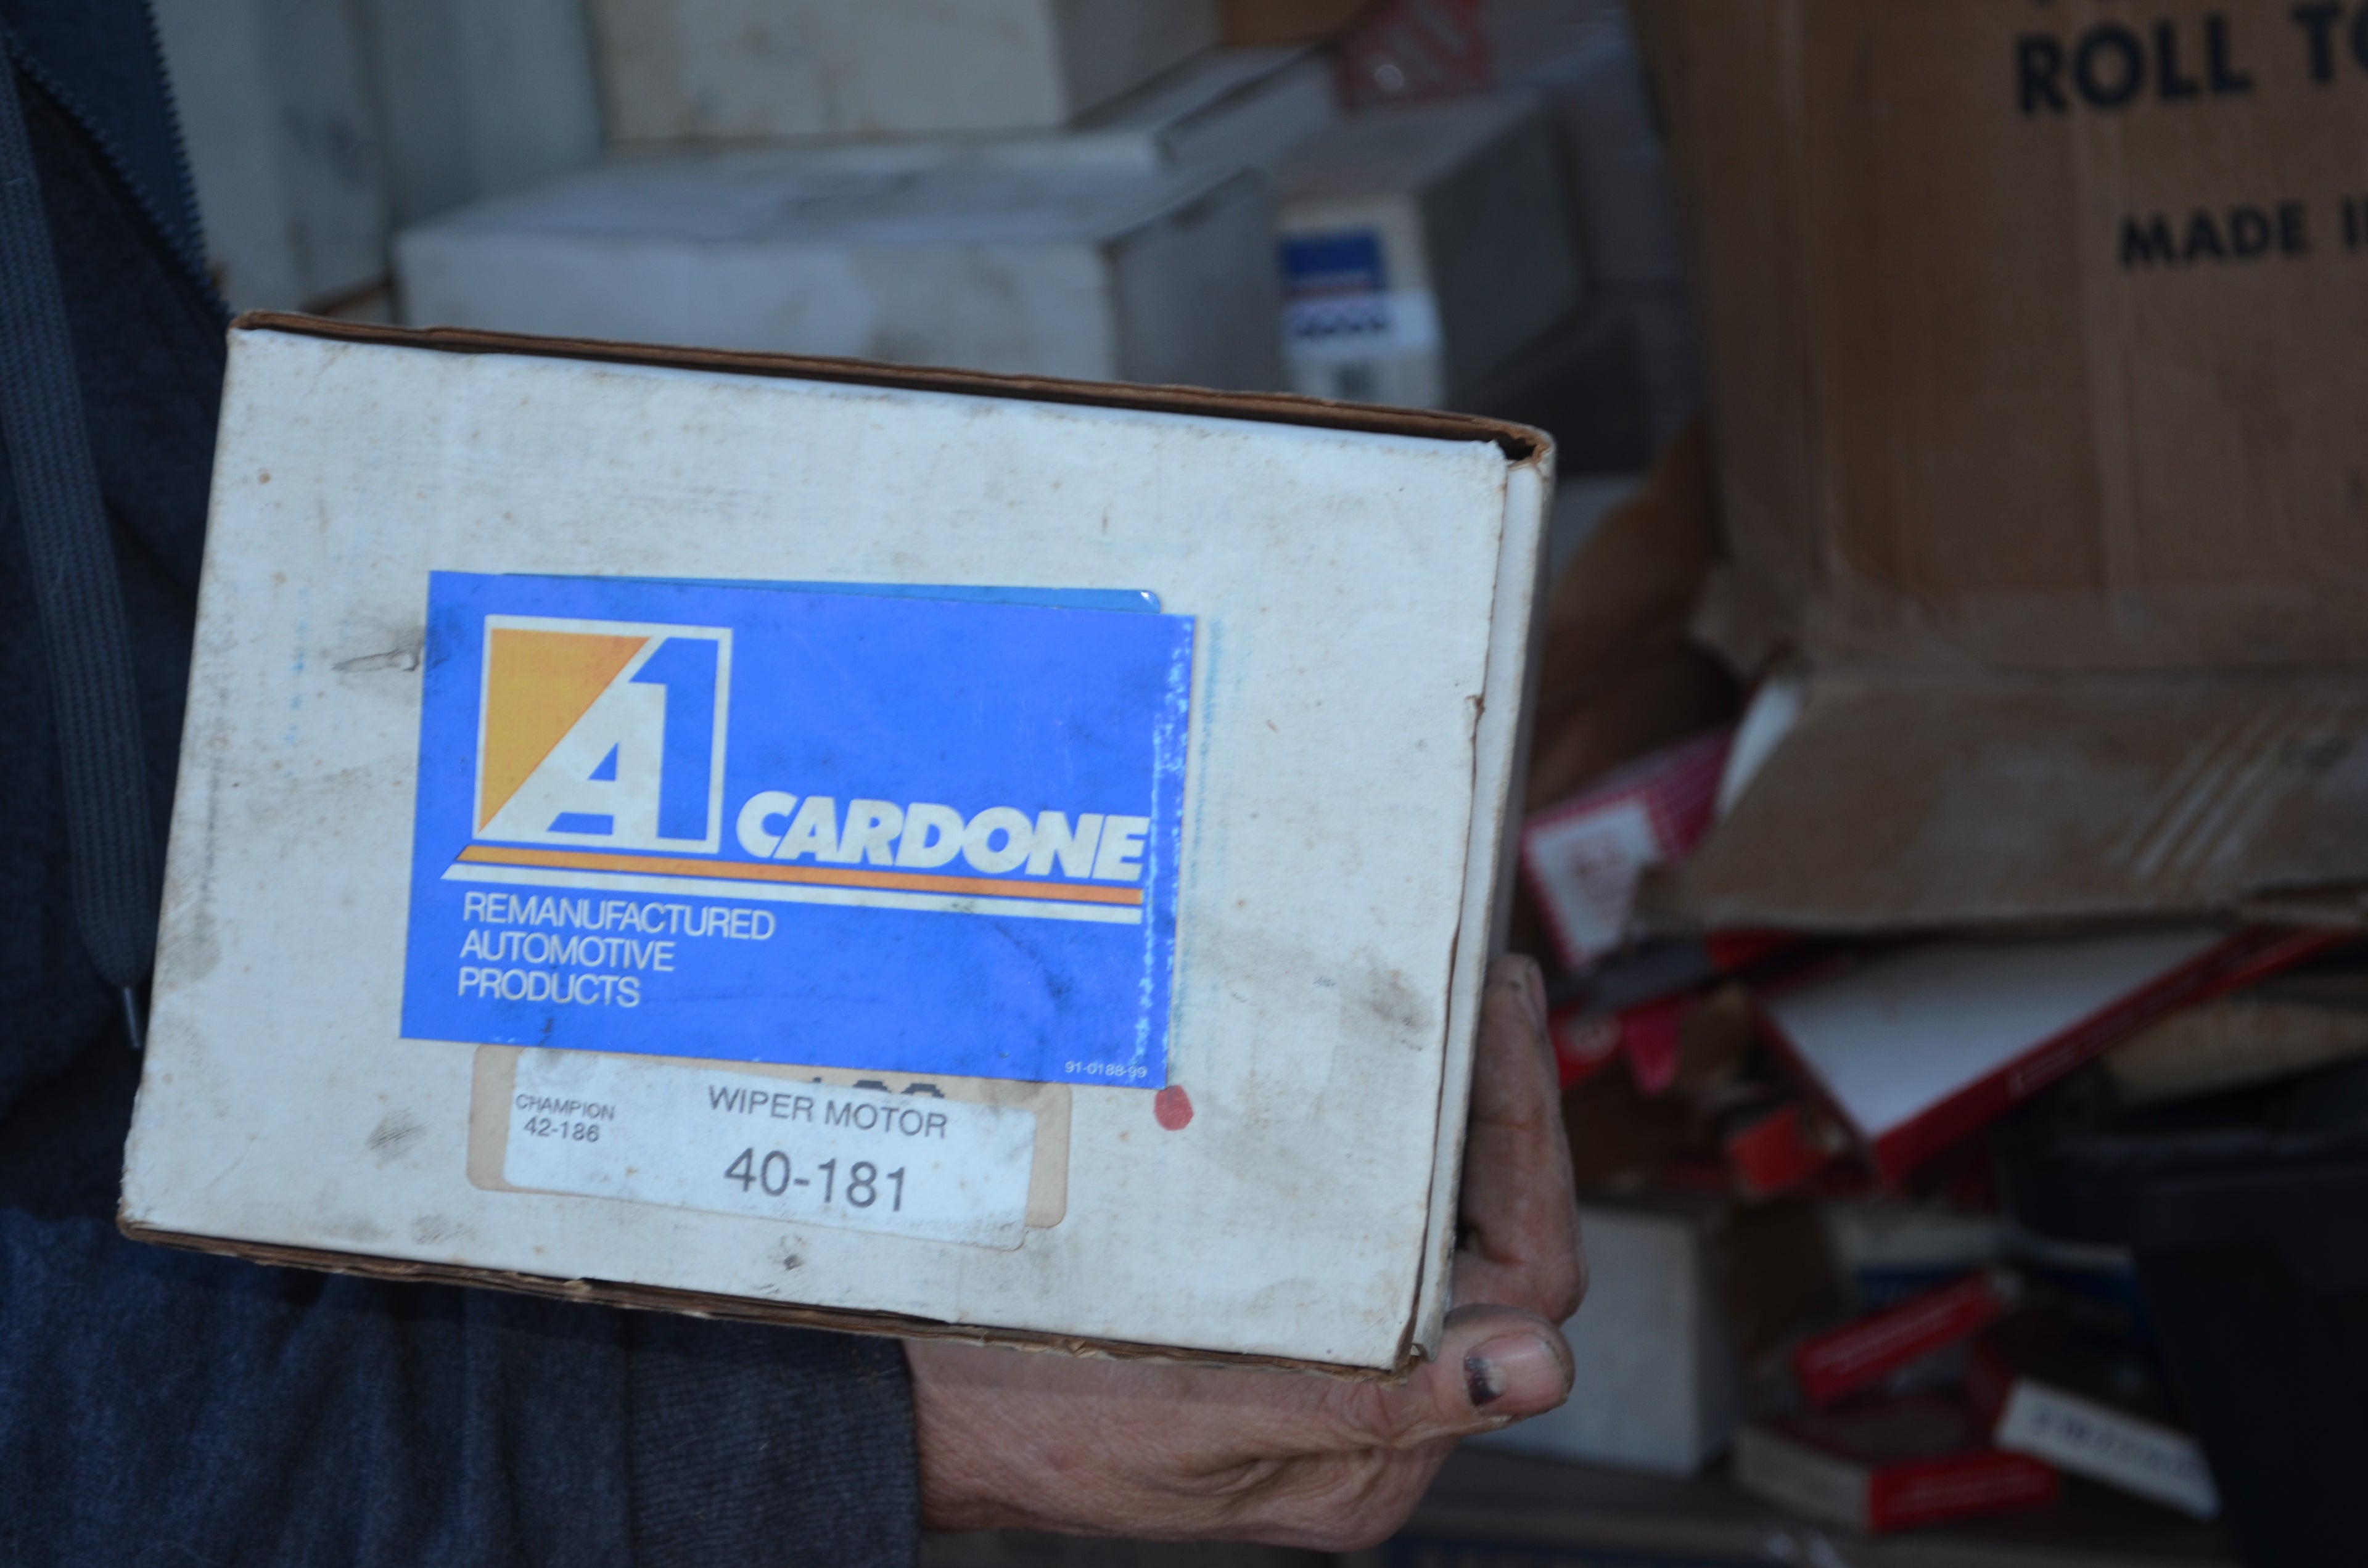 ROLL
MADE
A1 CARDONE
REMANUFACTURED
AUTOMOTIVE
PRODUCTS
91-0188-99
CHAMPION
42-186
WIPER MOTOR
40-181